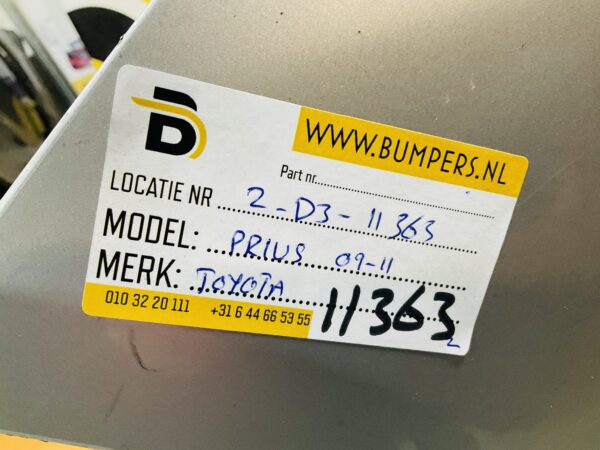 B
WWW.BUMPERS.NL
Part nr.
LOCATIE NR 2-D3-11363
MODEL: PRIUS 09-11
MERK: TOYOTA
11363
2
010 32 20 111 +31 6 44 66 53 55